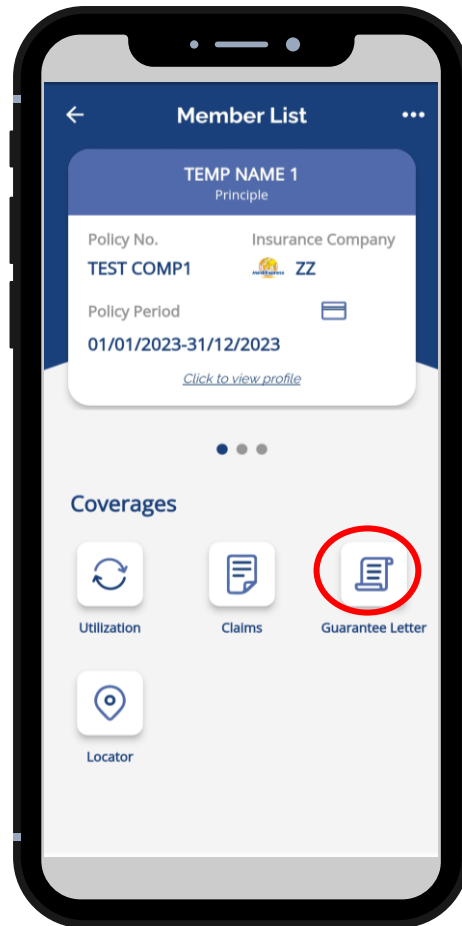 Member List
TEMP NAME 1
Principle
Policy No. Insurance Company
TEST COMP1 ZZ
Policy Period
01/01/2023-31/12/2023
Click to view profile
Coverages
Utilization Claims Guarantee Letter
Locator